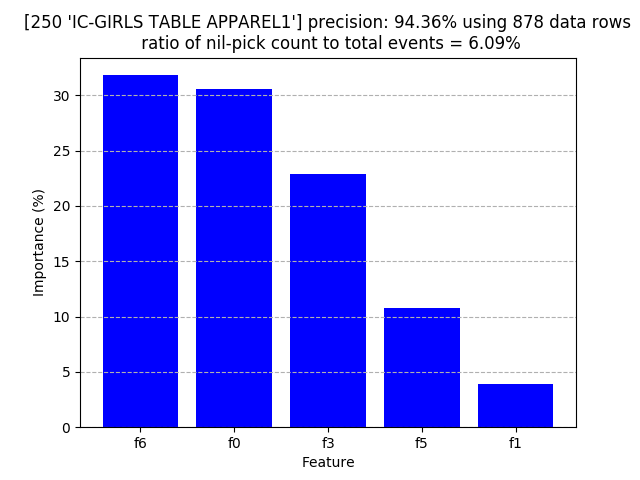 [250 'IC-GIRLS TABLE APPAREL1'] precision: 94.36% using 878 data rows
ratio of nil-pick count to total events = 6.09%
Importance (%)
30
25
20
15
10
5
0
f6 f0 f3 f5 f1
Feature